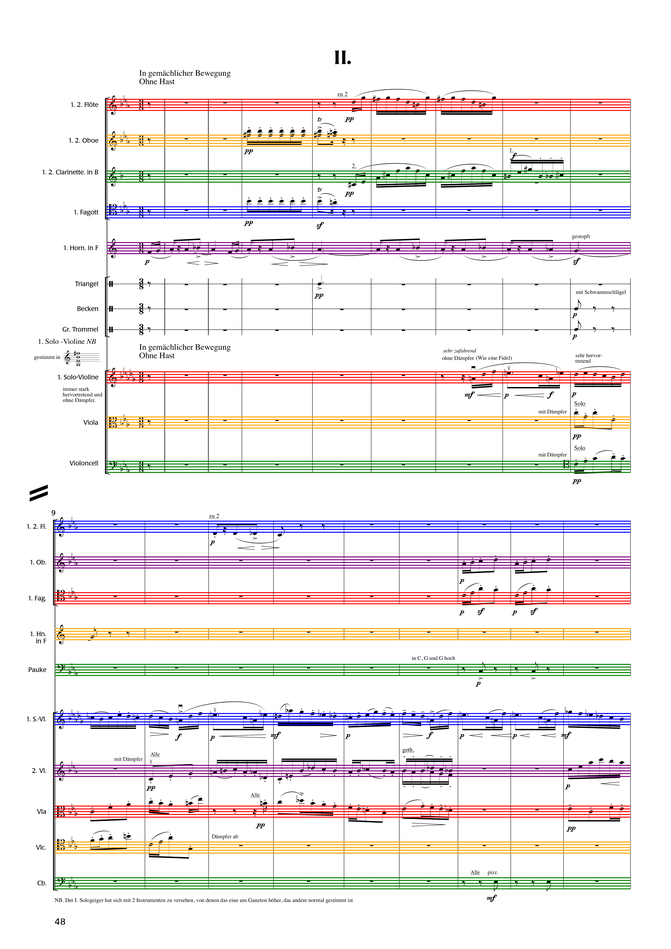 II.
In gemächlicher Bewegung
Ohne Hast
1. 2. Flöte
zu 2
pp
1. 2. Oboe
tr
pp
1. 2. Clarinette. in B
2.
1.
f
pp
1. Fagott
tr
pp
sf
1. Horn. in F
gestopft
p
sf
Triangel
pp
mit Schwammschlägel
Becken
p
Gr. Trommel
p
1. Solo -Violine NB
gestimmt in
In gemächlicher Bewegung
Ohne Hast
sehr zufahrend
ohne Dämpfer (Wie eine Fidel)
sehr hervor-
tretend
1. Solo-Violine
immer stark
hervortretend und
ohne Dämpfer.
mf
p
f
p
Viola
mit Dämpfer
Solo
pp
Violoncell
mit Dämpfer
Solo
pp
9
1. 2. Fl.
zu 2
p
1. Ob.
p
1. Fag.
p sf p sf
1. Hn.
in F
Pauke
in C, G und G hoch
p
1. S.-Vl.
f p mf p f p p mf
2. Vl.
mit Dämpfer
Alle
geth.
pp
p
Vla
Alle
pp
pp
Vlc.
Dämpfer ab
Cb.
Alle pizz.
mf
NB. Der I. Sologeiger hat sich mit 2 Instrumenten zu versehen, von denen das eine um Ganzton höher, das andere normal gestimmt ist
48